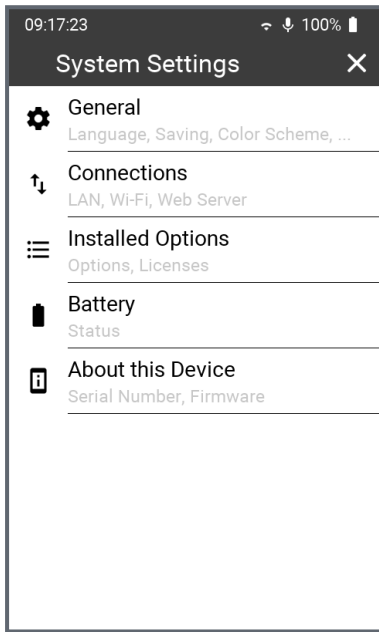 09:17:23 100%
System Settings
General
Language, Saving, Color Scheme, ...
Connections
LAN, Wi-Fi, Web Server
Installed Options
Options, Licenses
Battery
Status
About this Device
Serial Number, Firmware